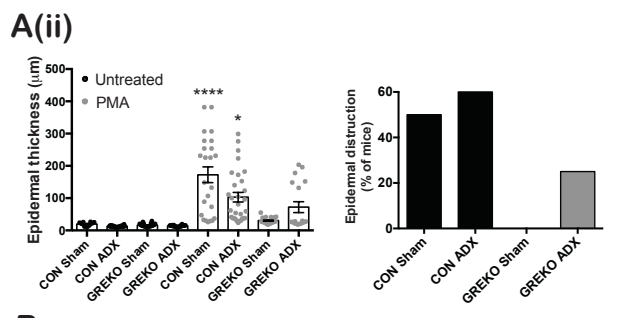 A(ii)
Epidermal thickness (μm)
500
400
300
200
100
0
Untreated
PMA
****
*
CON Sham
CON ADX
GREKO Sham
GREKO ADX
CON Sham
CON ADX
GREKO Sham
GREKO ADX
Epidermal distruction
(% of mice)
60
40
20
0
CON Sham
CON ADX
GREKO Sham
GREKO ADX